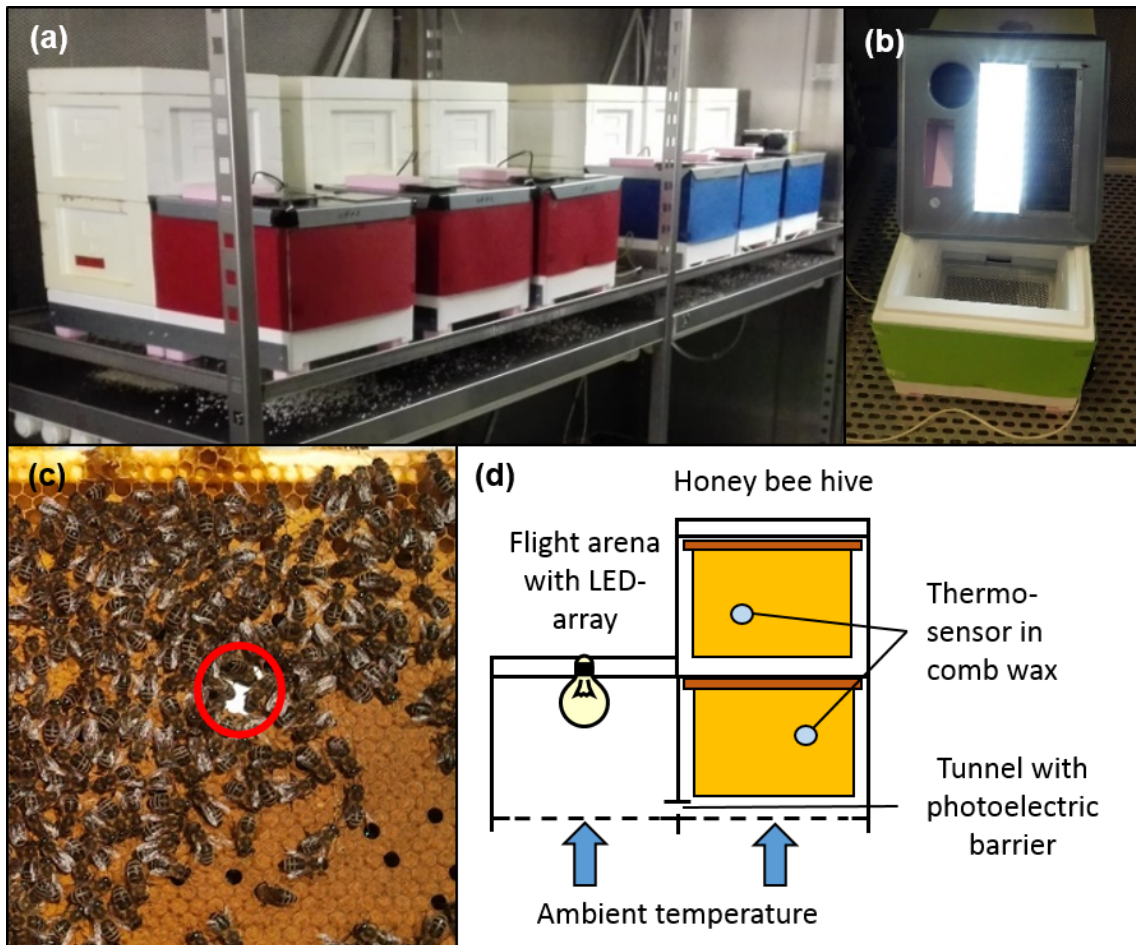 (a)
(b)
(c)
(d)
Honey bee hive
Flight arena
with LED-
array
Thermo-
sensor in
comb wax
Tunnel with
photoelectric
barrier
Ambient temperature